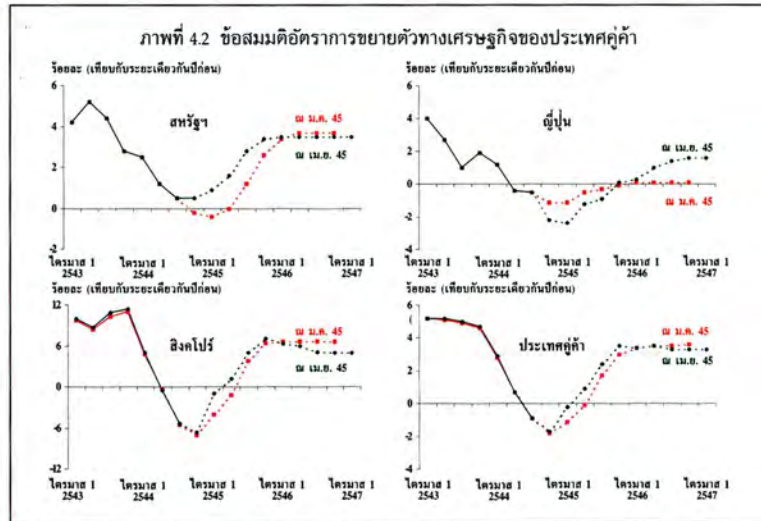 ภาพที่ 4.2 ข้อสมมติอัตราการขยายตัวทางเศรษฐกิจของประเทศคู่ค้า
ร้อยละ (เทียบกับระยะเดียวกันปีก่อน)
6
4
2
0
-2
สหรัฐฯ
ณ ม.ค. 45
ณ เม.ย. 45
ไตรมาส 1 ไตรมาส 1 ไตรมาส 1 ไตรมาส 1 ไตรมาส 1
2543 2544 2545 2546 2547
ร้อยละ (เทียบกับระยะเดียวกันปีก่อน)
6
4
2
0
-2
-4
ญี่ปุ่น
ณ เม.ย. 45
ณ ม.ค. 45
ไตรมาส 1 ไตรมาส 1 ไตรมาส 1 ไตรมาส 1 ไตรมาส 1
2543 2544 2545 2546 2547
ร้อยละ (เทียบกับระยะเดียวกันปีก่อน)
12
6
0
-6
-12
สิงคโปร์
ณ ม.ค. 45
ณ เม.ย. 45
ไตรมาส 1 ไตรมาส 1 ไตรมาส 1 ไตรมาส 1 ไตรมาส 1
2543 2544 2545 2546 2547
ร้อยละ (เทียบกับระยะเดียวกันปีก่อน)
6
4
2
0
-2
-4
ประเทศคู่ค้า
ณ ม.ค. 45
ณ เม.ย. 45
ไตรมาส 1 ไตรมาส 1 ไตรมาส 1 ไตรมาส 1 ไตรมาส 1
2543 2544 2545 2546 2547